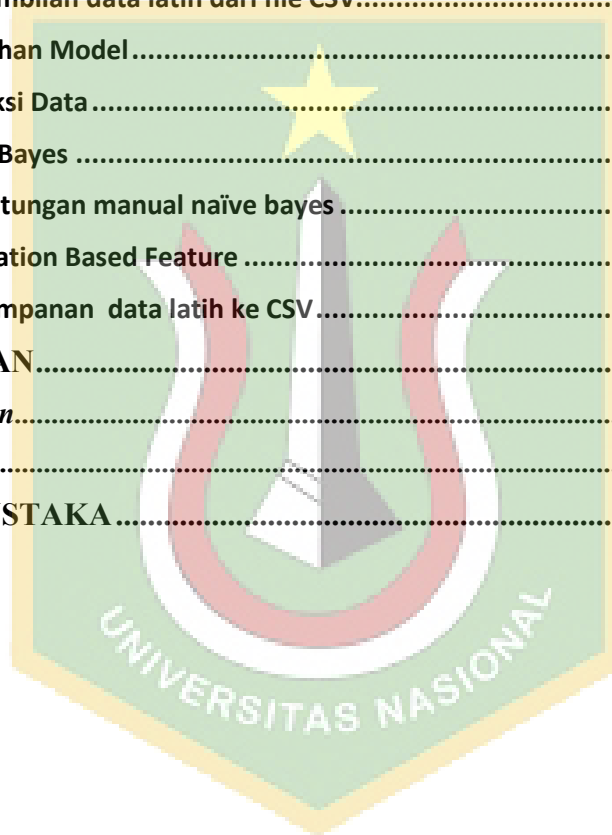 mbilan data latih dari file CSV....................................
han Model....................................
ksi Data....................................
Bayes ....................................
tungan manual naïve bayes ....................................
ation Based Feature ....................................
mpanan data latih ke CSV....................................
AN....................................
n....................................
....................................
STAKA....................................
UNIVERSITAS NASIONAL